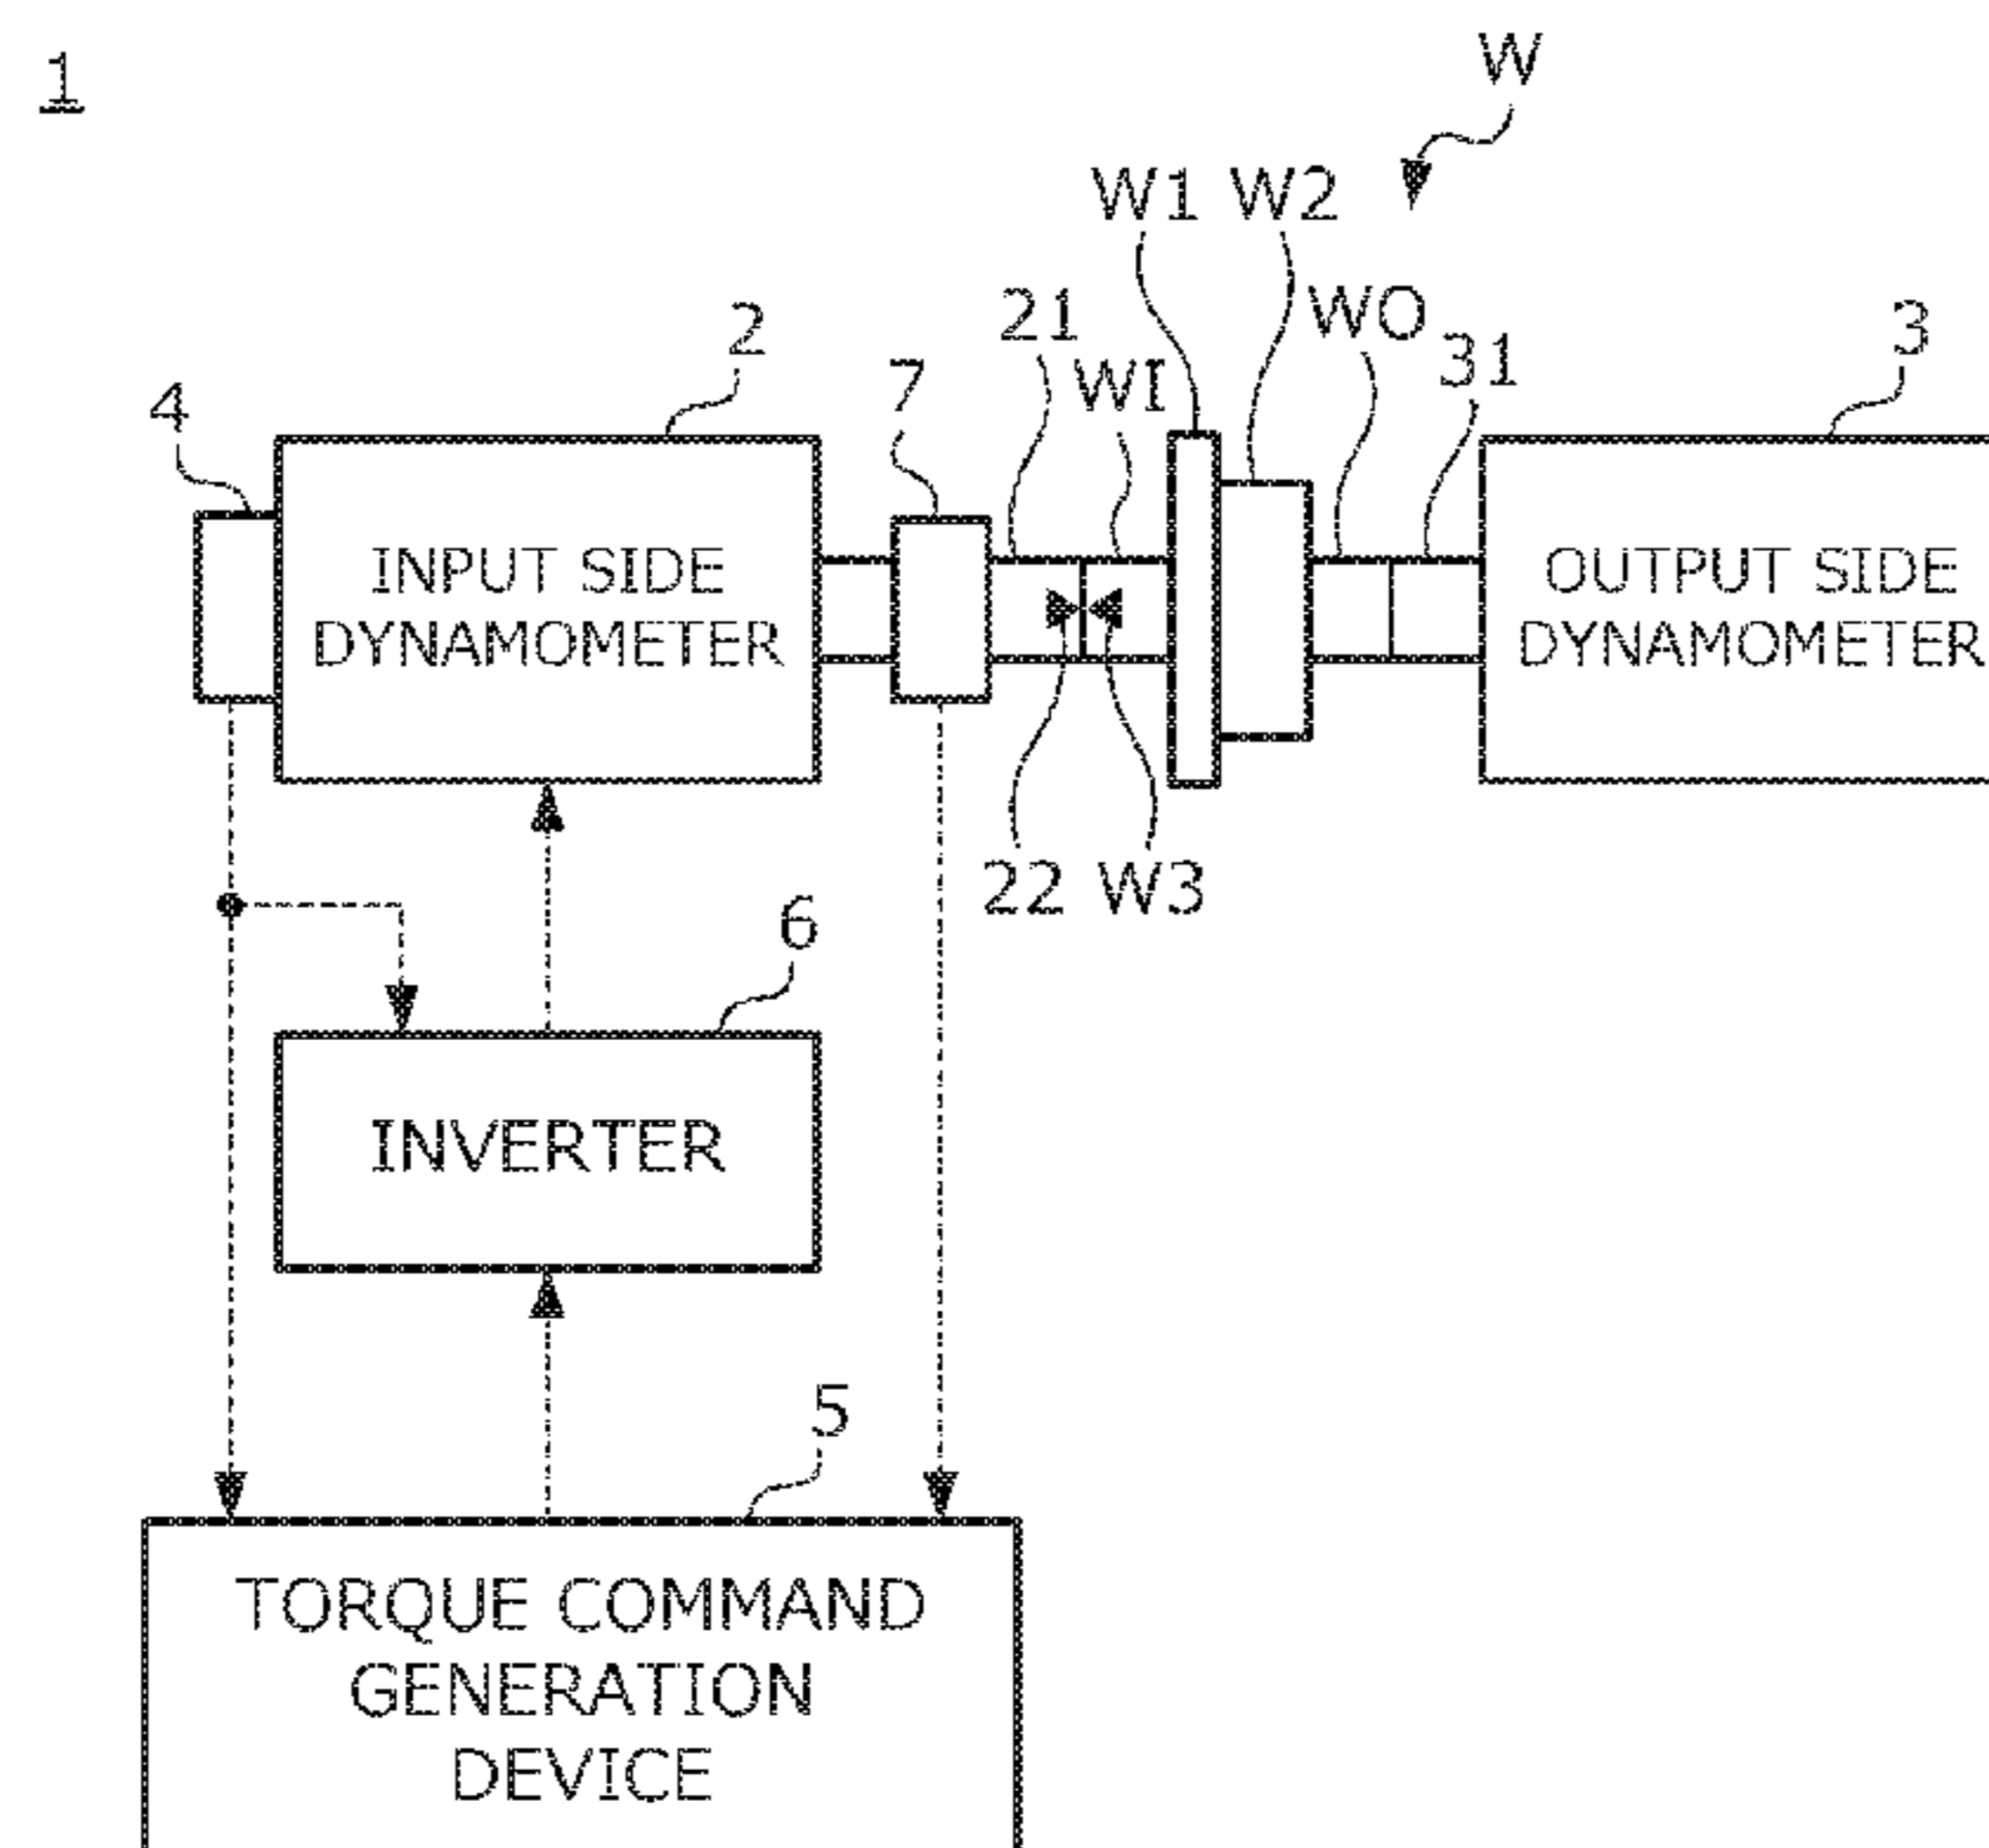 1
W
W1 W2
2
21
WO
3
4
7
WI
31
INPUT SIDE
DYNAMOMETER
OUTPUT SIDE
DYNAMOMETER
22 W3
6
INVERTER
5
TORQUE COMMAND
GENERATION
DEVICE